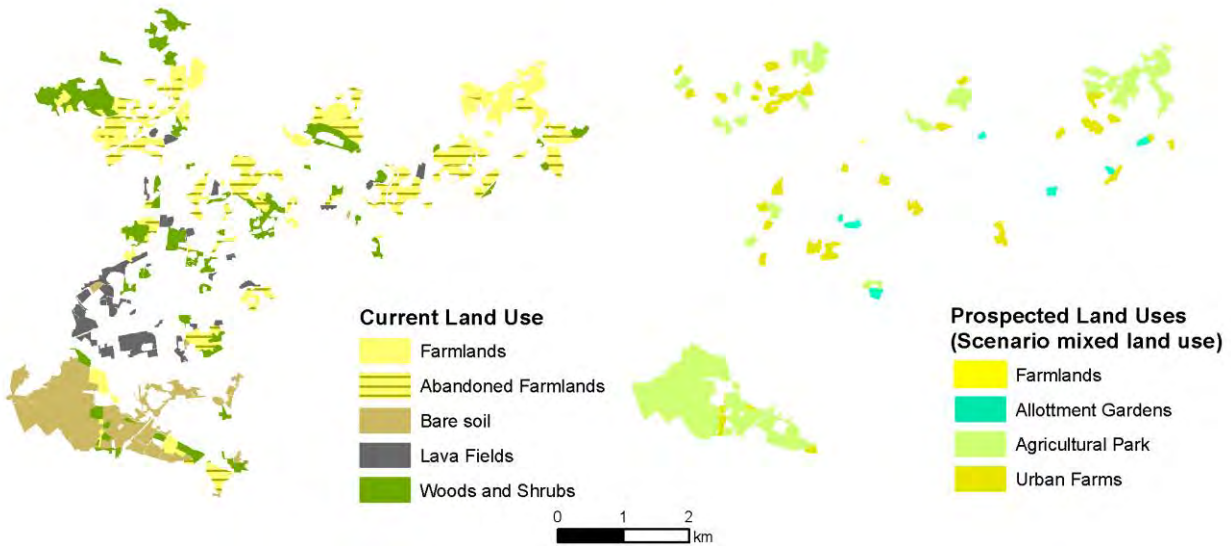 Current Land Use
Farmlands
Abandoned Farmlands
Bare soil
Lava Fields
Woods and Shrubs
Prospected Land Uses
(Scenario mixed land use)
Farmlands
Allottment Gardens
Agricultural Park
Urban Farms
0 1 2
km